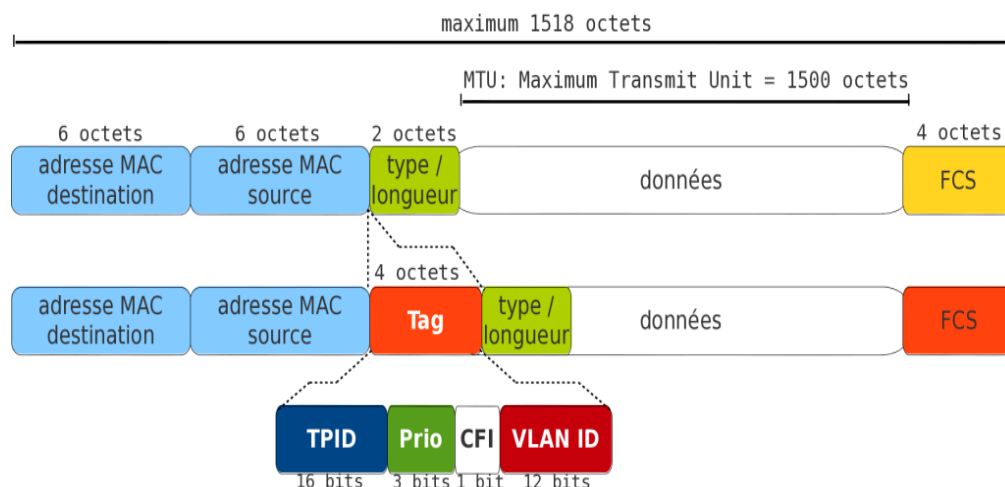 maximum 1518 octets
MTU: Maximum Transmit Unit = 1500 octets
6 octets
6 octets
2 octets
4 octets
adresse MAC
destination
adresse MAC
source
type /
longueur
données
FCS
4 octets
adresse MAC
destination
adresse MAC
source
Tag
type /
longueur
données
FCS
TPID
Prio
CFI
VLAN ID
16 bits
3 bits
1 bit
12 bits